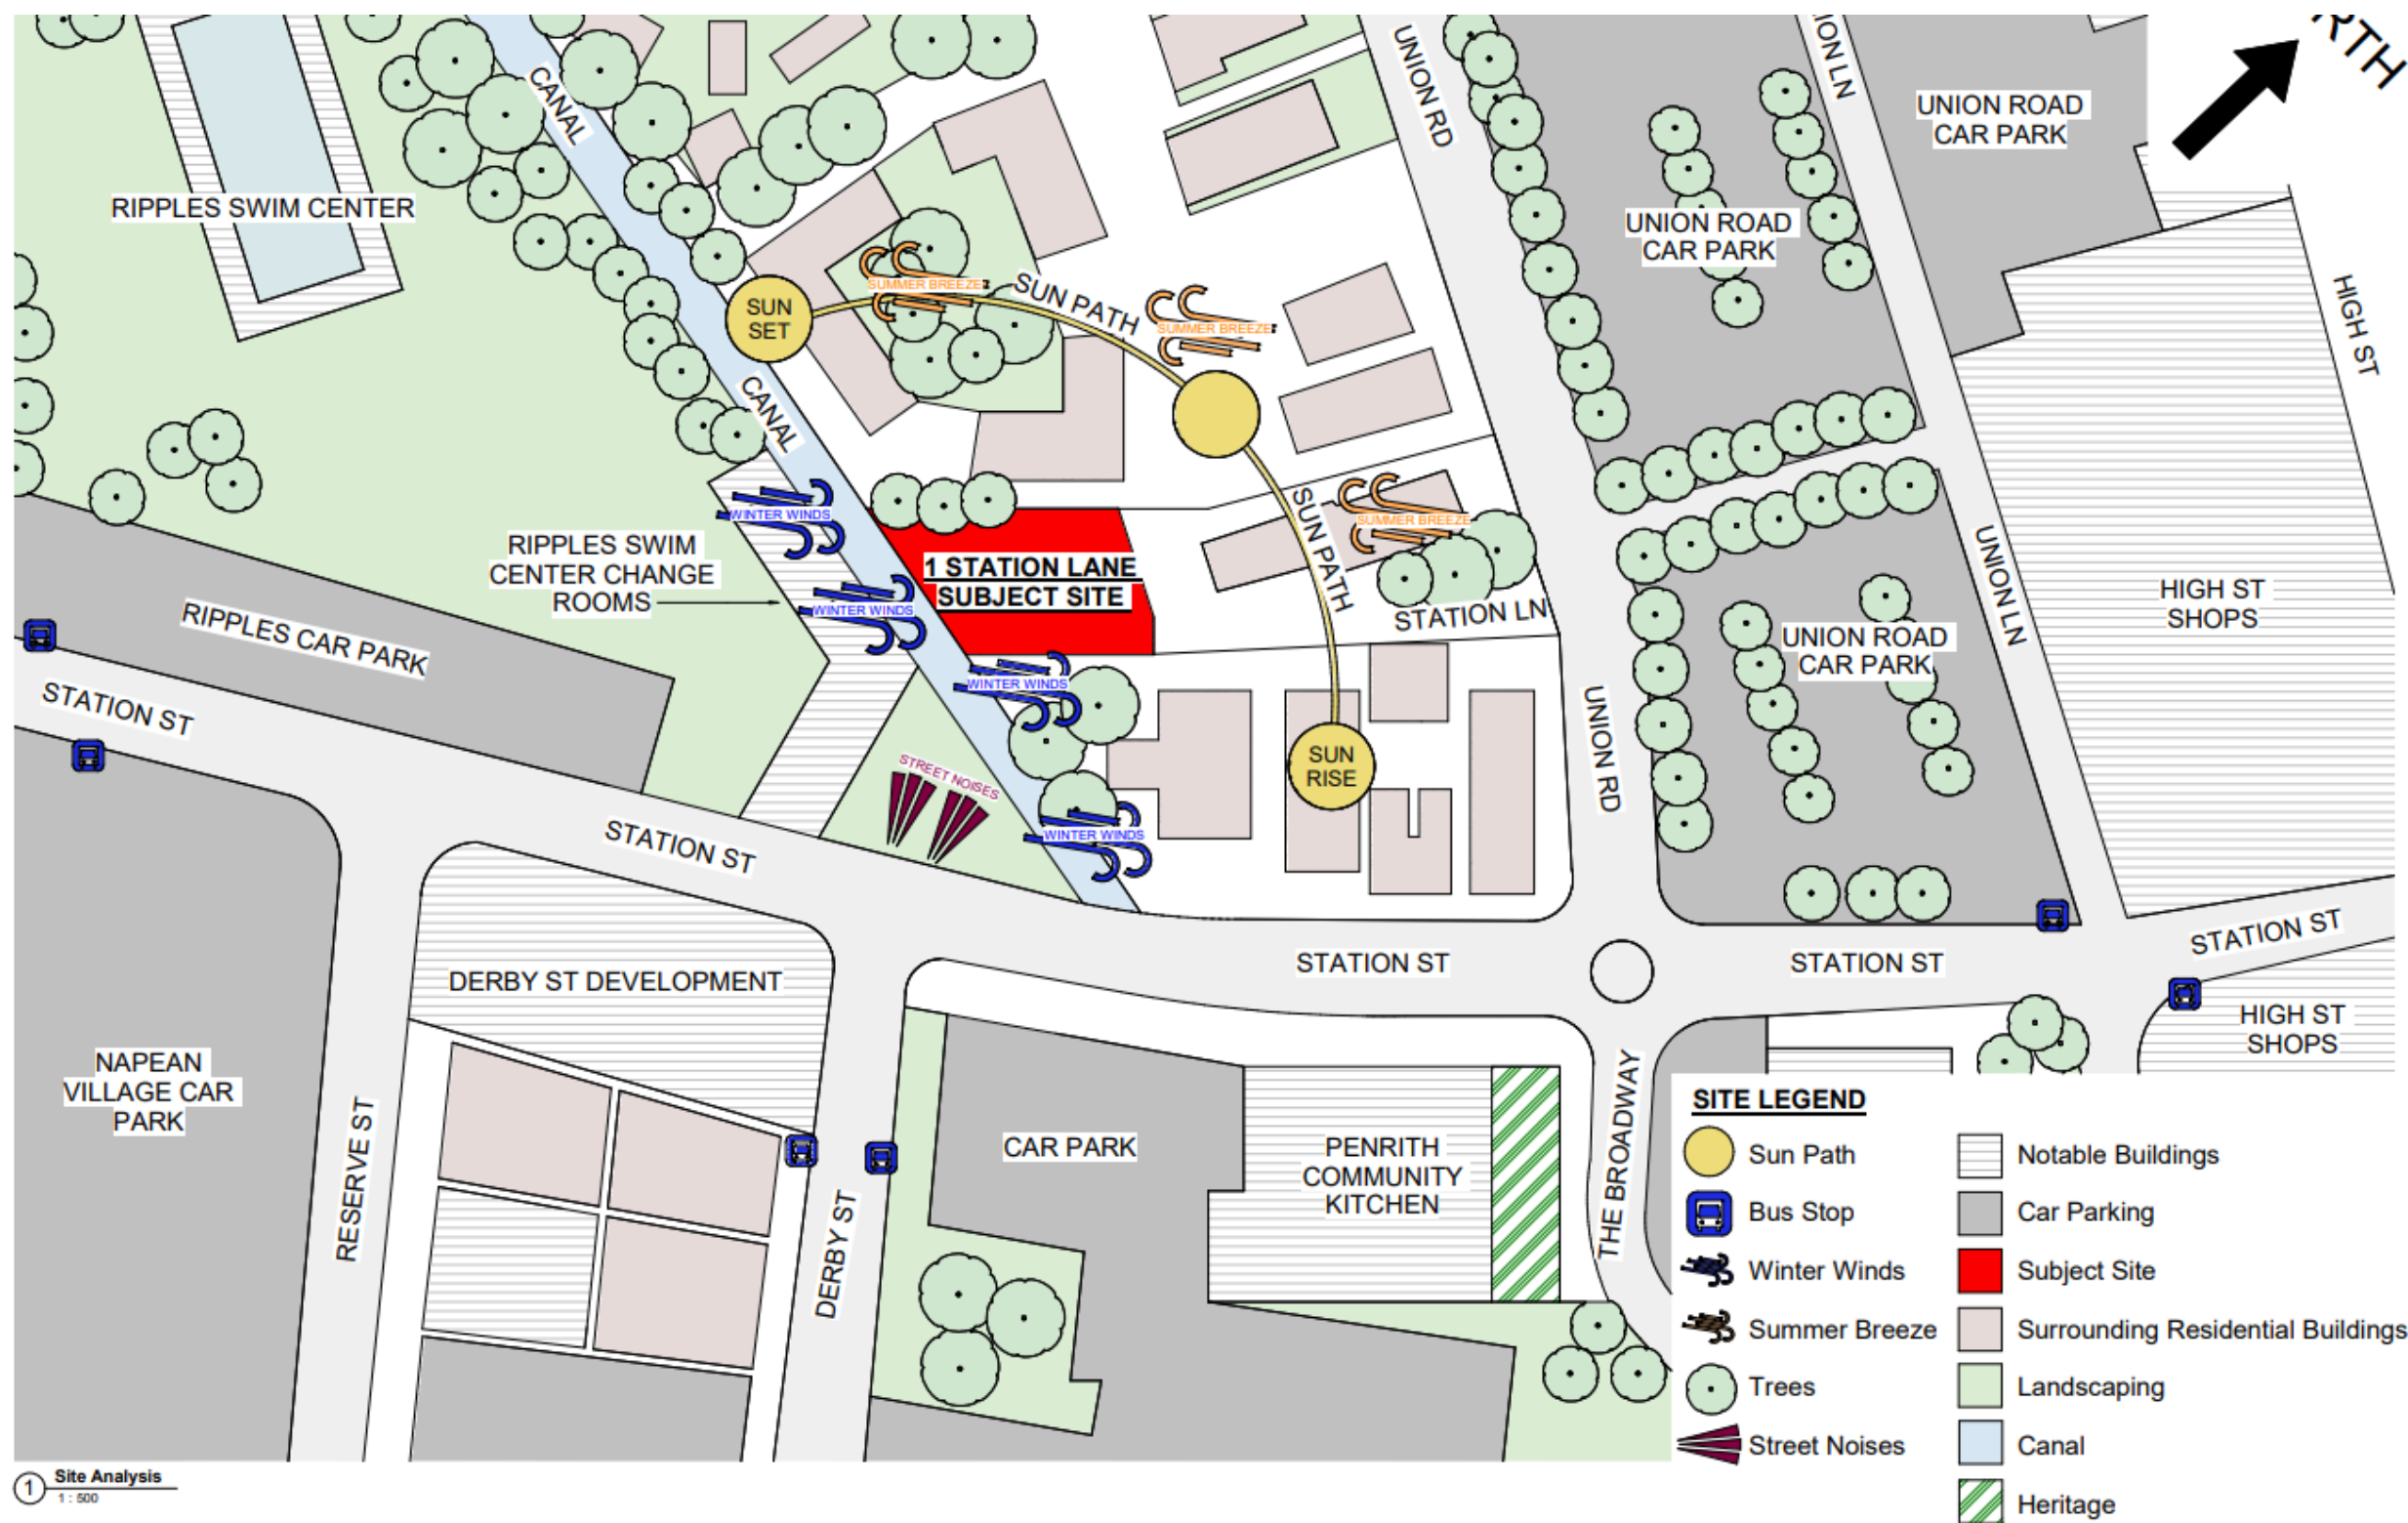 RTH
CANAL
UNION RD
ION LN
UNION ROAD
CAR PARK
RIPPLES SWIM CENTER
UNION ROAD
CAR PARK
SUMMER BREEZE
SUN PATH
SUN
SET
SUMMER BREEZE
HIGH ST
CANAL
WINTER WINDS
SUN PATH
SUMMER BREEZE
RIPPLES SWIM
CENTER CHANGE
ROOMS
1 STATION LANE
SUBJECT SITE
WINTER WINDS
STATION LN
UNION LN
HIGH ST
SHOPS
UNION ROAD
CAR PARK
RIPPLES CAR PARK
STATION ST
WINTER WINDS
UNION RD
STREET NOISES
SUN
RISE
STATION ST
WINTER WINDS
STATION ST
STATION ST
STATION ST
DERBY ST DEVELOPMENT
HIGH ST
SHOPS
NAPEAN
VILLAGE CAR
PARK
RESERVE ST
DERBY ST
CAR PARK
PENRITH
COMMUNITY
KITCHEN
THE BROADWAY
SITE LEGEND
Sun Path
Notable Buildings
Bus Stop
Car Parking
Winter Winds
Subject Site
Summer Breeze
Surrounding Residential Buildings
Trees
Landscaping
Street Noises
Canal
Heritage
1
Site Analysis
1 : 500